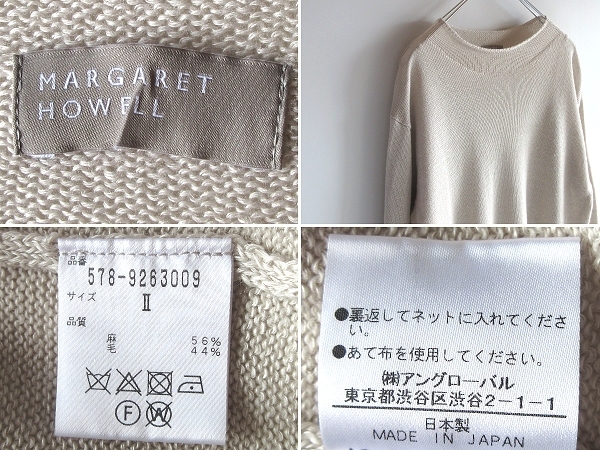 MARGARET
HOWELL
品番
578-9263009
サイズ
II
品質
麻 56%
毛 44%
F W
●裏返してネットに入れてくださ
い。
●あて布を使用してください。
㈱アングローバル
東京都渋谷区渋谷2-1-1
日本製
MADE IN JAPAN